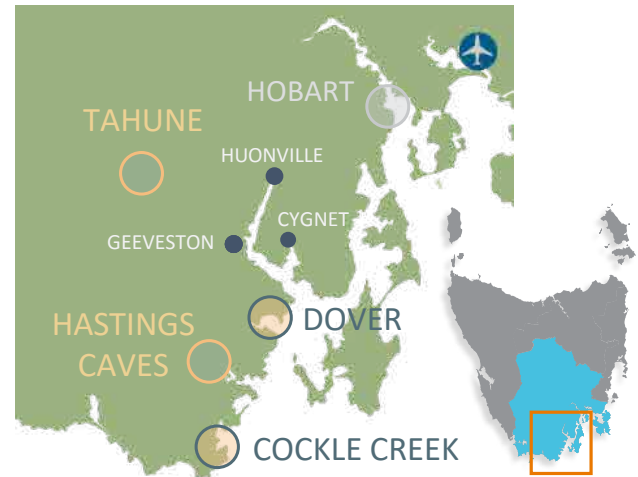 HOBART
TAHUNE
HUONVILLE
CYGNET
GEEVESTON
DOVER
HASTINGS
CAVES
COCKLE CREEK